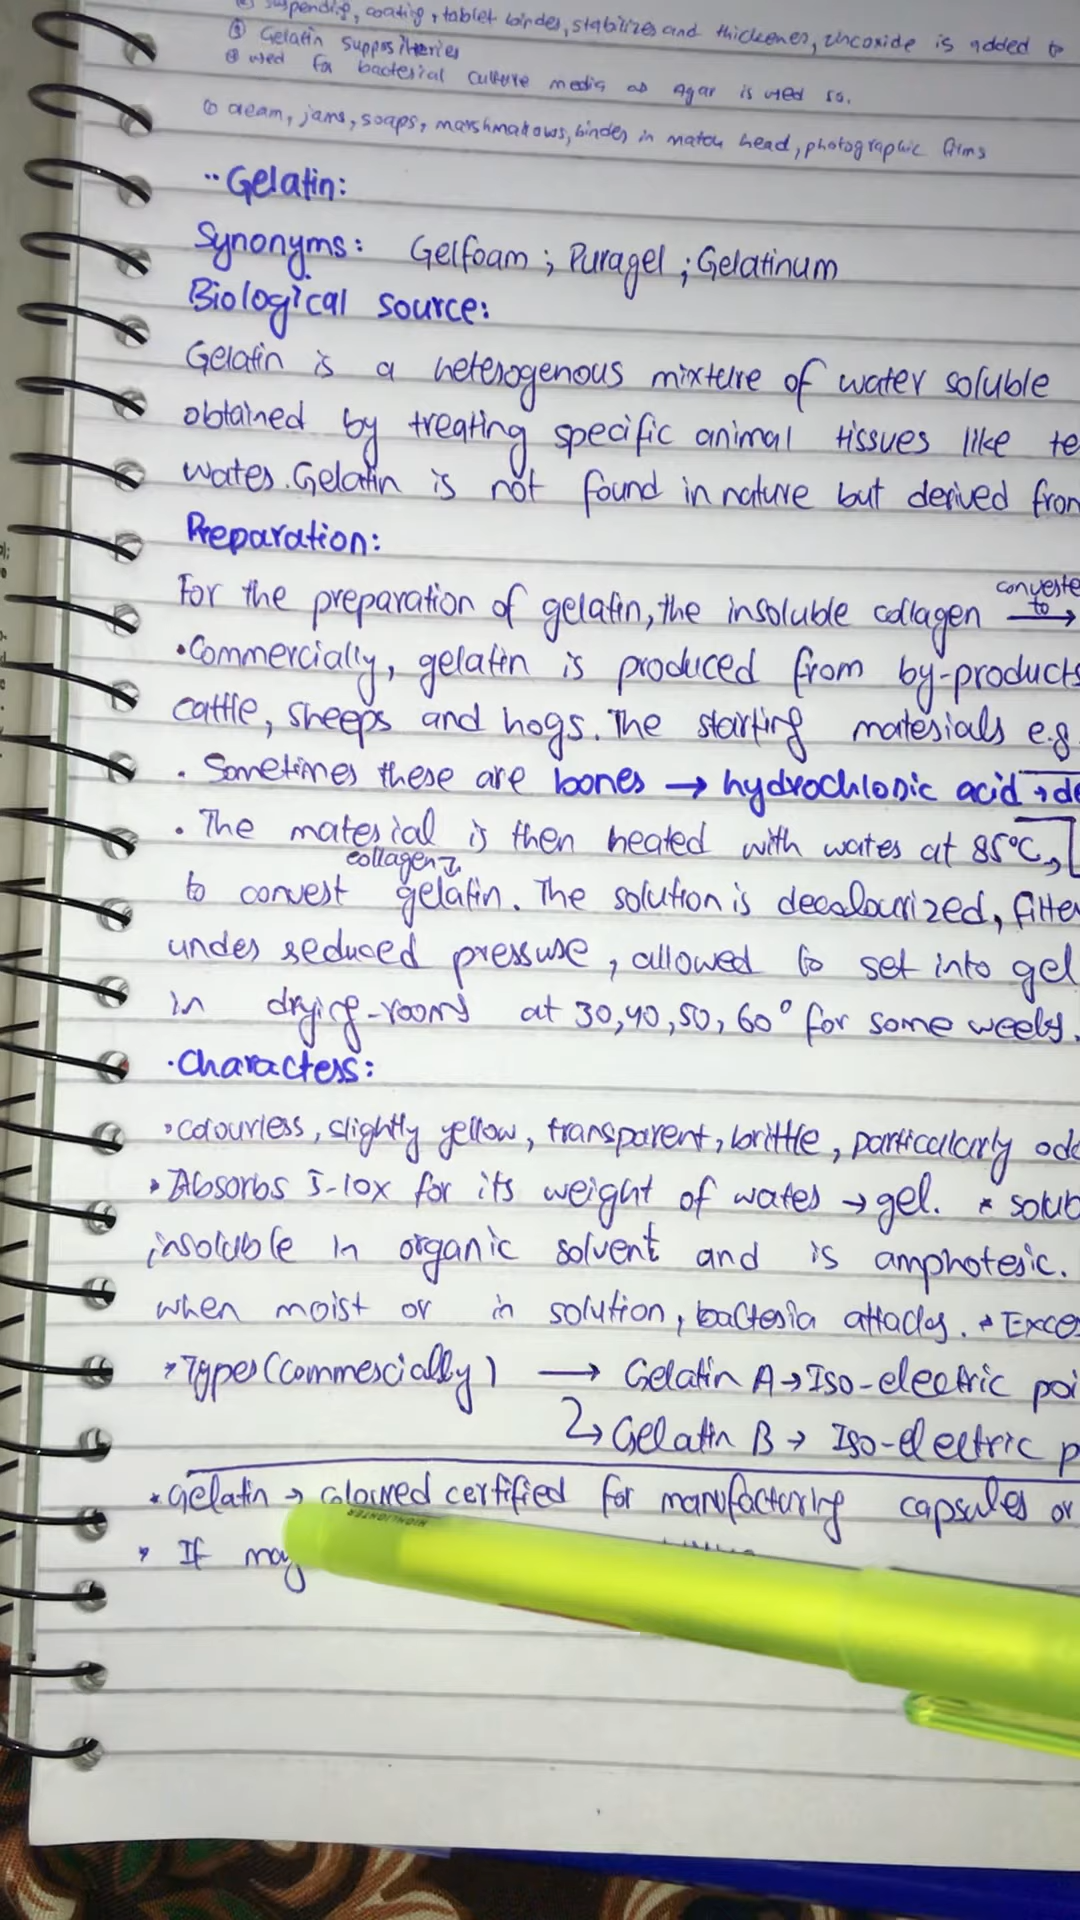 suspending, coating, tablet binder, stabilizer and thickener, zincoxide is added to
③ Gelatin suppositories
④ used for bacterial culture media as Agar is used so.
cream, jams, soaps, marshmallows, binder in match head, photographic films
Gelatin:
Synonyms: Gelfoam ; Puragel ; Gelatinum
Biological source:
Gelatin is a heterogenous mixture of water soluble
obtained by treating specific animal tissues like te
water. Gelatin is not found in nature but derived from
Preparation:
converte
to
For the preparation of gelatin, the insoluble collagen →
•Commercially, gelatin is produced from by-products
cattle, sheeps and hogs. The starting materials e.g.
• Sometimes these are bones → hydrochloric acid → de
• The material is then heated with water at 85°C,
collagen
to convert gelatin. The solution is decolourized, filter
under reduced pressure, allowed to set into gel
in drying-rooms at 30,40,50,60° for some weeks.
•Characters:
•Colourless, slightly yellow, transparent, brittle, particularly odo
• Absorbs 5-10x for its weight of water → gel. * solub
insoluble in organic solvent and is amphoteric.
when moist or in solution, bacteria attacks. * Exce
Types (commercially) → Gelatin A → Iso-electric poi
↳ Gelatin B → Iso-electric p
• Gelatin → coloured certified for manufacturing capsules or
If may
HIGHLIGHTER